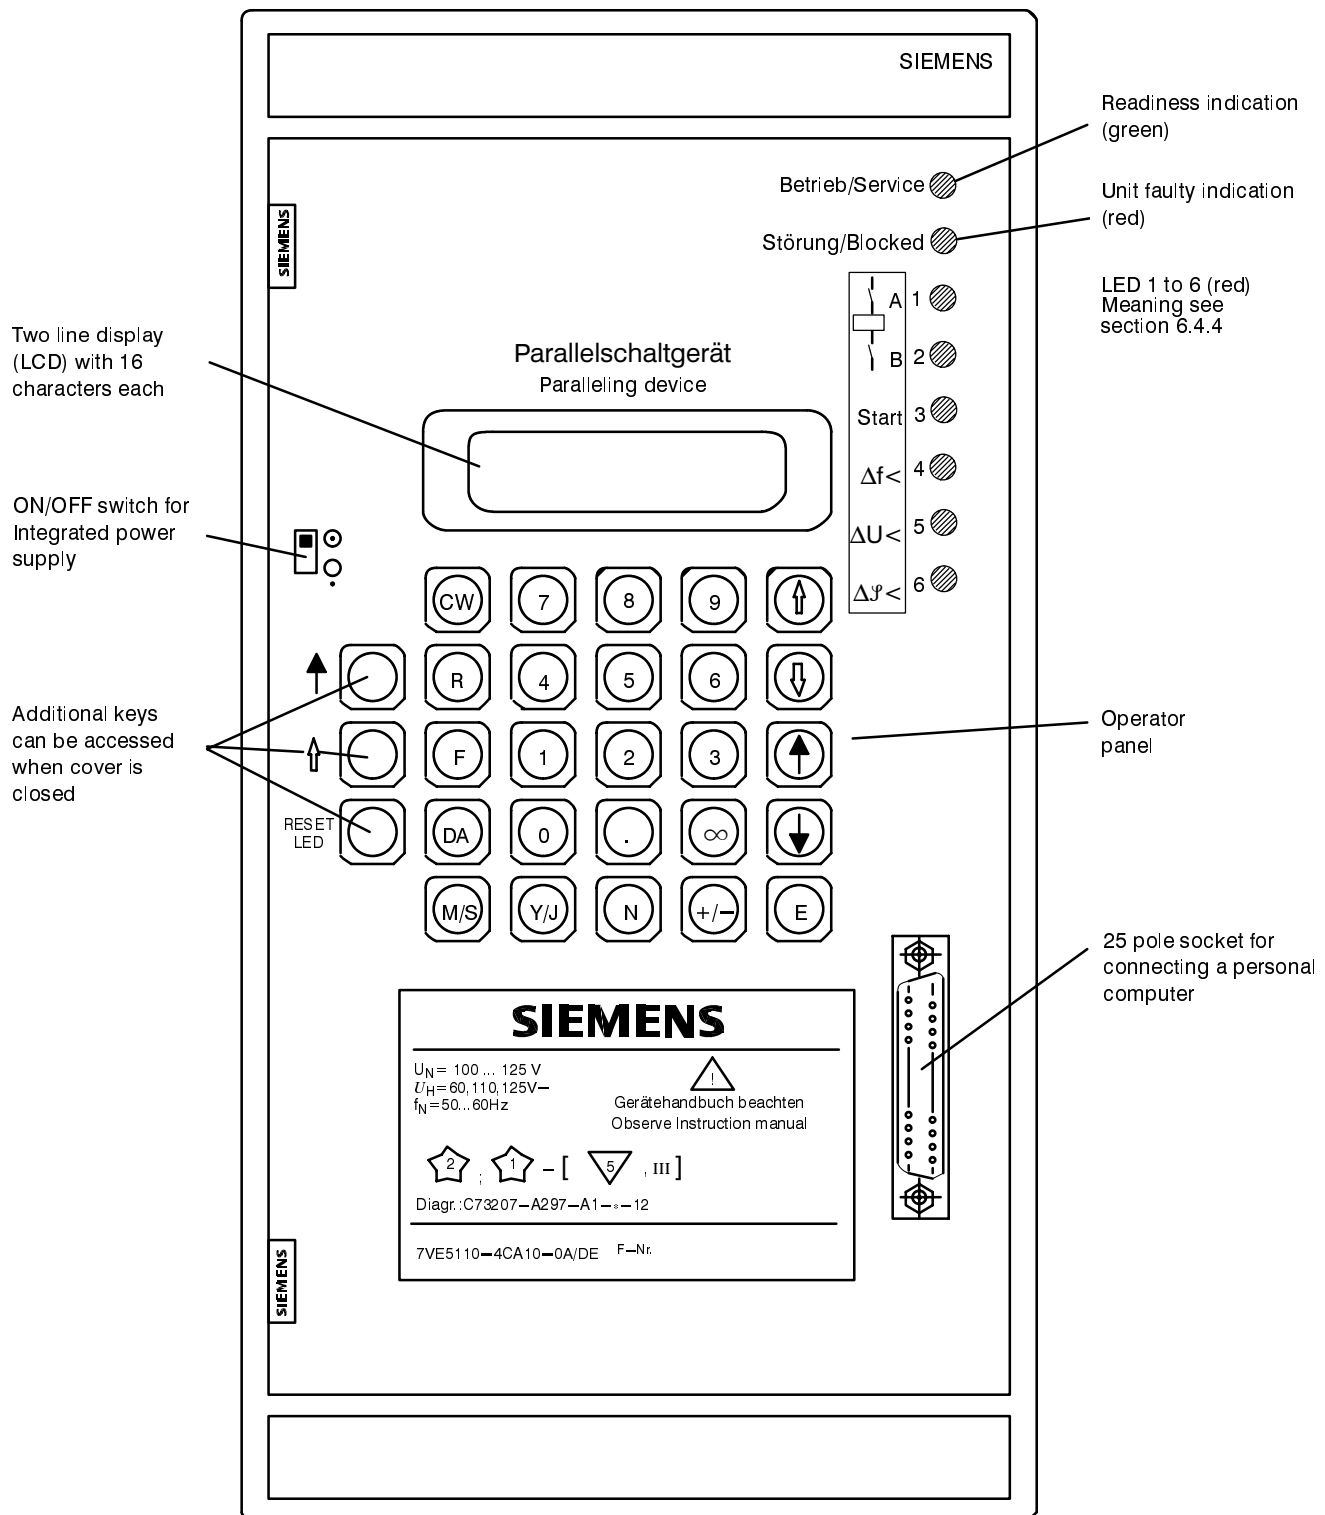 SIEMENS
Readiness indication
(green)
Betrieb/Service
Unit faulty indication
(red)
Störung/Blocked
SIEMENS
LED 1 to 6 (red)
Meaning see
section 6.4.4
A 1
B 2
Start 3
Δf< 4
ΔU< 5
Δ𝒮< 6
Two line display
(LCD) with 16
characters each
Parallelschaltgerät
Paralleling device
ON/OFF switch for
Integrated power
supply
CW 7 8 9 ⇧
R 4 5 6 ⇩
F 1 2 3 ↑
DA 0 . ∞ ↓
M/S Y/J N +/− E
Additional keys
can be accessed
when cover is
closed
RESET
LED
Operator
panel
25 pole socket for
connecting a personal
computer
SIEMENS
UN= 100 ... 125 V
UH=60,110,125V−
fN=50...60Hz
!
Gerätehandbuch beachten
Observe Instruction manual
2 ; 1 − [ 5 , III ]
Diagr.:C73207−A297−A1−*−12
7VE5110−4CA10−0A/DE F−Nr.
SIEMENS